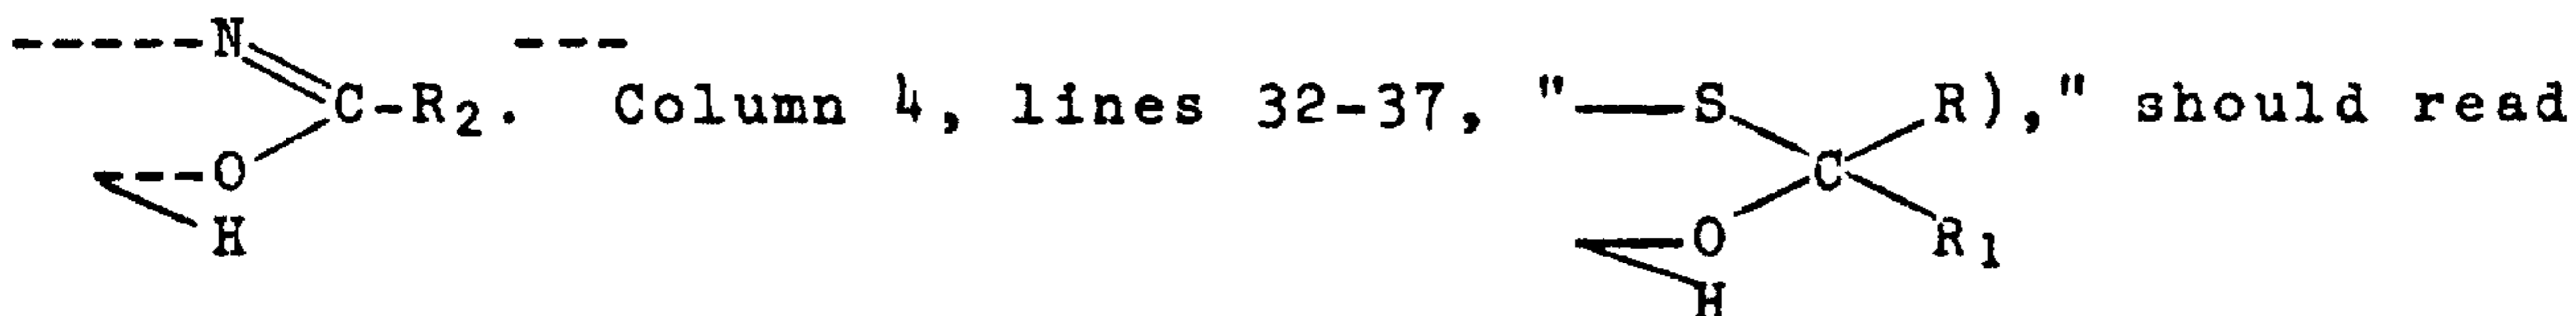 -----N ---
C-R2. Column 4, lines 32-37, "—S R)," should read
C
---O O R1
H H